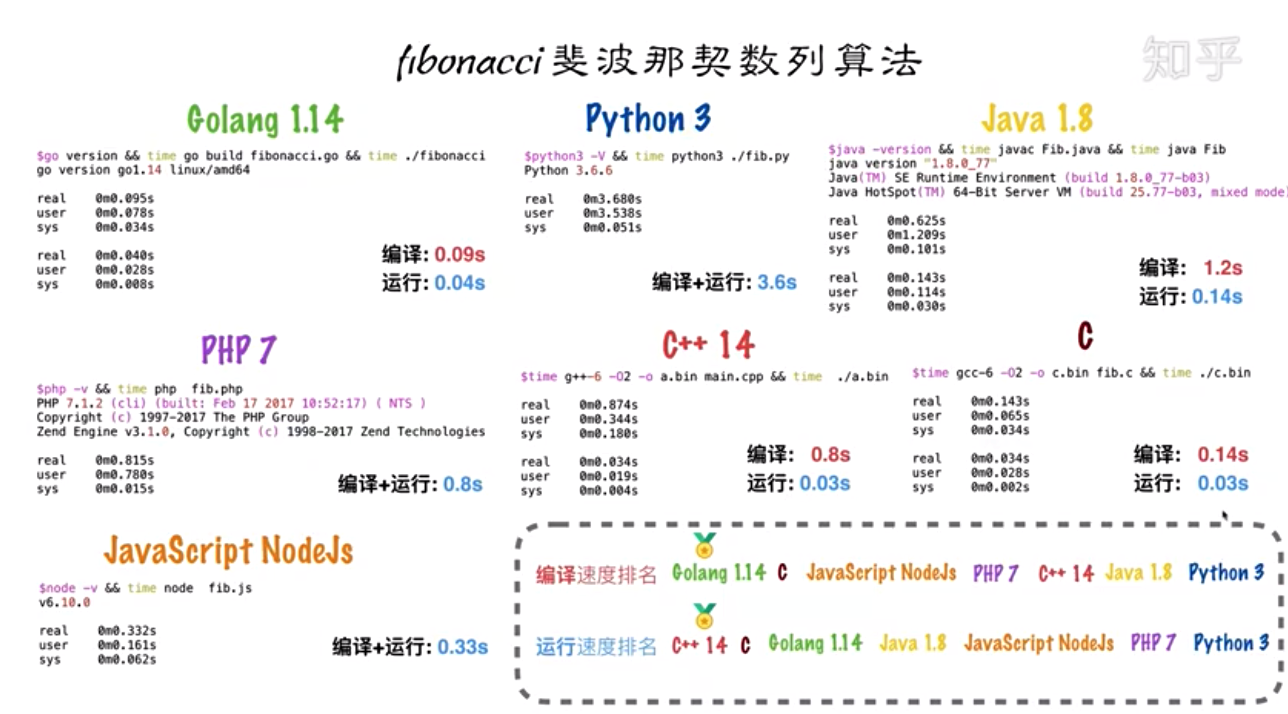 fibonacci斐波那契数列算法
知乎
Golang 1.14
$go version && time go build fibonacci.go && time ./fibonacci
go version go1.14 linux/amd64
real 0m0.095s
user 0m0.078s
sys 0m0.034s
real 0m0.040s
user 0m0.028s
sys 0m0.008s
编译: 0.09s
运行: 0.04s
Python 3
$python3 -V && time python3 ./fib.py
Python 3.6.6
real 0m3.680s
user 0m3.538s
sys 0m0.051s
编译+运行: 3.6s
Java 1.8
$java -version && time javac Fib.java && time java Fib
java version "1.8.0_77"
Java(TM) SE Runtime Environment (build 1.8.0_77-b03)
Java HotSpot(TM) 64-Bit Server VM (build 25.77-b03, mixed mode
real 0m0.625s
user 0m1.209s
sys 0m0.101s
real 0m0.143s
user 0m0.114s
sys 0m0.030s
编译: 1.2s
运行: 0.14s
PHP 7
$php -v && time php fib.php
PHP 7.1.2 (cli) (built: Feb 17 2017 10:52:17) ( NTS )
Copyright (c) 1997-2017 The PHP Group
Zend Engine v3.1.0, Copyright (c) 1998-2017 Zend Technologies
real 0m0.815s
user 0m0.780s
sys 0m0.015s
编译+运行: 0.8s
C++ 14
$time g++-6 -O2 -o a.bin main.cpp && time ./a.bin
real 0m0.874s
user 0m0.344s
sys 0m0.180s
real 0m0.034s
user 0m0.019s
sys 0m0.004s
编译: 0.8s
运行: 0.03s
C
$time gcc-6 -O2 -o c.bin fib.c && time ./c.bin
real 0m0.143s
user 0m0.065s
sys 0m0.034s
real 0m0.034s
user 0m0.028s
sys 0m0.002s
编译: 0.14s
运行: 0.03s
JavaScript NodeJs
$node -v && time node fib.js
v6.10.0
real 0m0.332s
user 0m0.161s
sys 0m0.062s
编译+运行: 0.33s
编译速度排名 Golang 1.14 C JavaScript NodeJs PHP 7 C++ 14 Java 1.8 Python 3
运行速度排名 C++ 14 C Golang 1.14 Java 1.8 JavaScript NodeJs PHP 7 Python 3